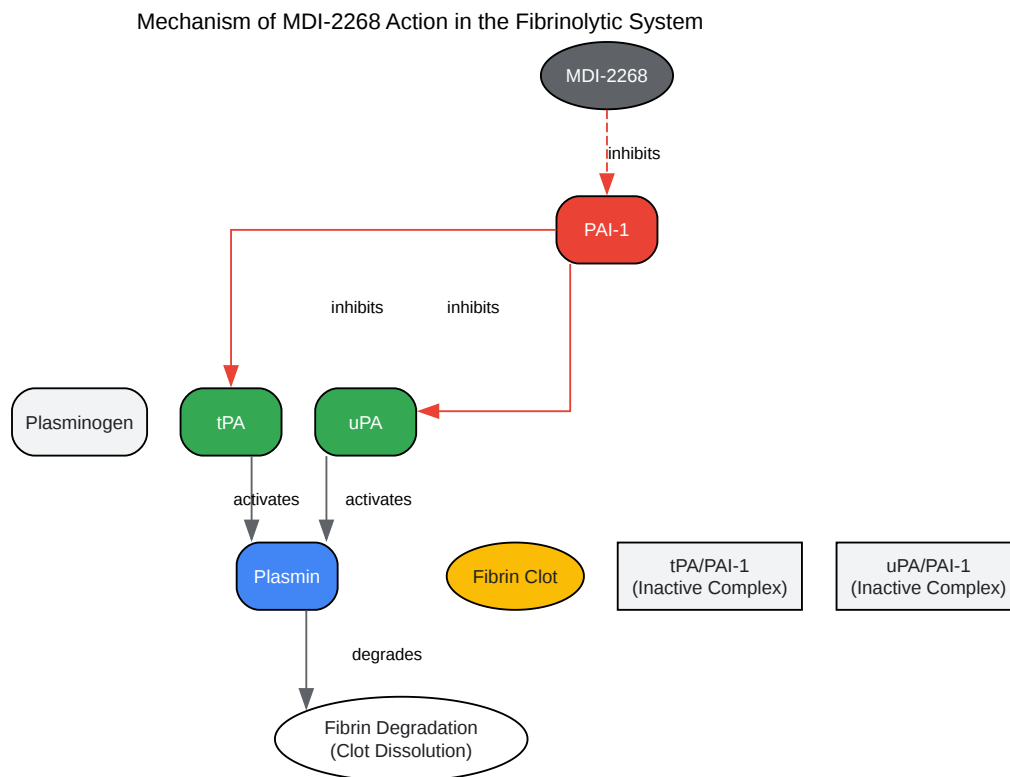 Mechanism of MDI-2268 Action in the Fibrinolytic System
MDI-2268
inhibits
PAI-1
inhibits
inhibits
Plasminogen
tPA
uPA
activates
activates
Plasmin
Fibrin Clot
tPA/PAI-1
(Inactive Complex)
uPA/PAI-1
(Inactive Complex)
degrades
Fibrin Degradation
(Clot Dissolution)